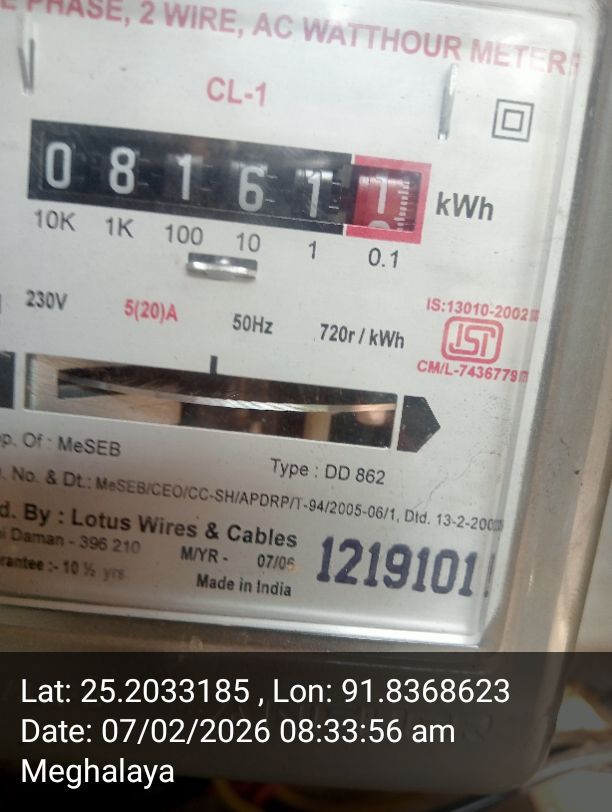 PHASE, 2 WIRE, AC WATTHOUR METER
CL-1
0 8 1 6 1 1 kWh
10K 1K 100 10 1 0.1
230V 5(20)A 50Hz 720r / kWh
IS:13010-2002
ISI
CM/L-7436779
p. Of : MeSEB
Type : DD 862
. No. & Dt.: MeSEB/CEO/CC-SH/APDRP/T-94/2005-06/1, Dtd. 13-2-200
d. By : Lotus Wires & Cables
i Daman - 396 210
M/YR - 07/06
rantee :- 10 ½ yrs
Made in India
1219101
Lat: 25.2033185 , Lon: 91.8368623
Date: 07/02/2026 08:33:56 am
Meghalaya